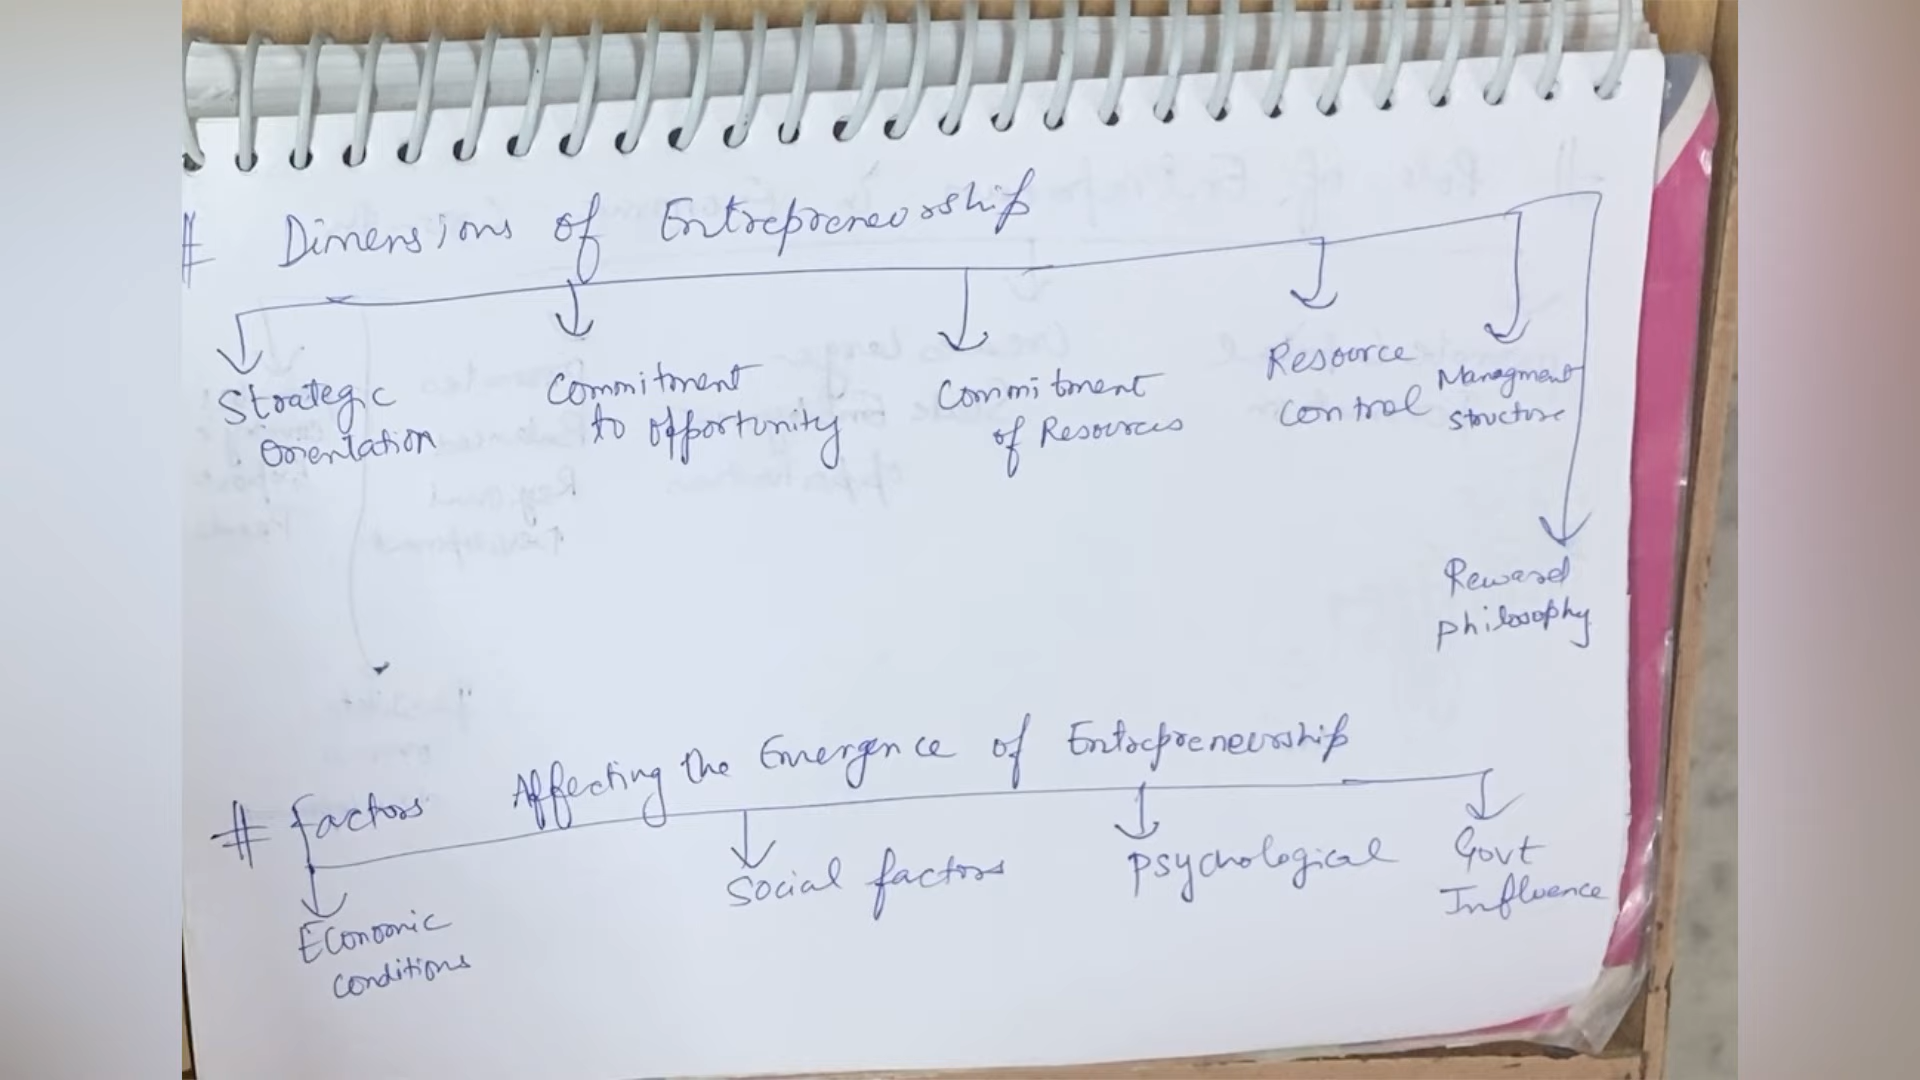 # Dimensions of Entrepreneurship
Strategic
Orientation
Commitment
to opportunity
Commitment
of Resources
Resource
control
Managment
structure
Reward
philosophy
# Factors Affecting the Emergence of Entrepreneurship
Economic
conditions
Social factors
Psychological
Govt
Influence